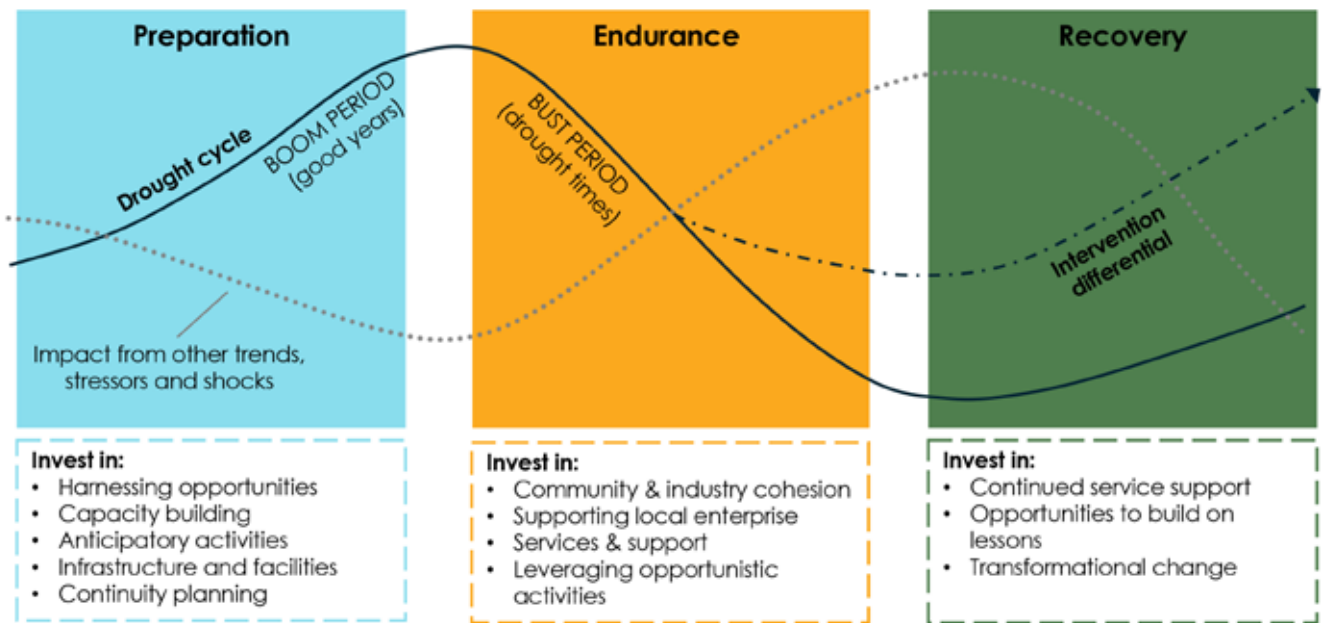 Preparation
Drought cycle
BOOM PERIOD
(good years)
Impact from other trends,
stressors and shocks
Endurance
BUST PERIOD
(drought times)
Recovery
Intervention
differential
Invest in:
• Harnessing opportunities
• Capacity building
• Anticipatory activities
• Infrastructure and facilities
• Continuity planning
Invest in:
• Community & industry cohesion
• Supporting local enterprise
• Services & support
• Leveraging opportunistic
activities
Invest in:
• Continued service support
• Opportunities to build on
lessons
• Transformational change